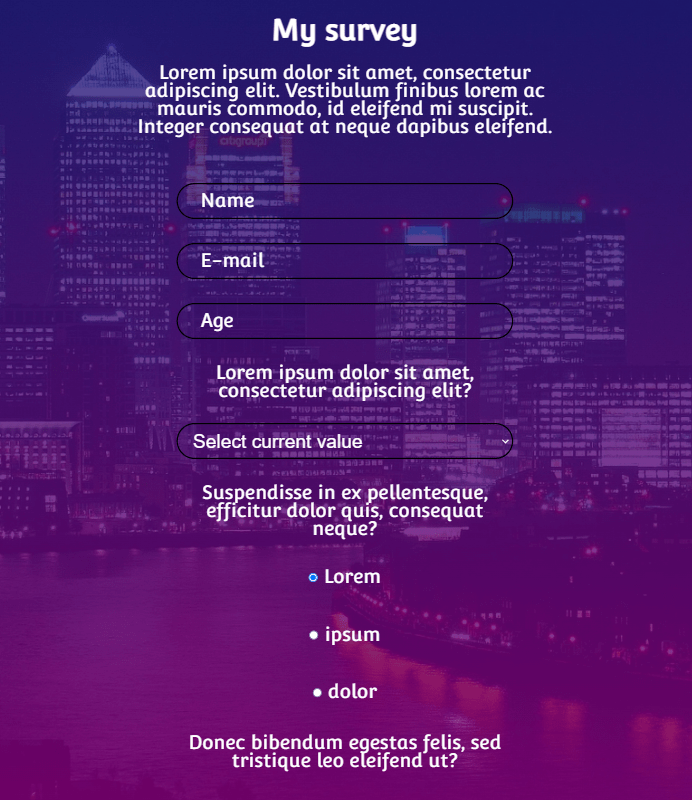 My survey
Lorem ipsum dolor sit amet, consectetur
adipiscing elit. Vestibulum finibus lorem ac
mauris commodo, id eleifend mi suscipit.
Integer consequat at neque dapibus eleifend.
citigroup
Name
E-mail
Age
Lorem ipsum dolor sit amet,
consectetur adipiscing elit?
Select current value
Suspendisse in ex pellentesque,
efficitur dolor quis, consequat
neque?
Lorem
ipsum
dolor
Donec bibendum egestas felis, sed
tristique leo eleifend ut?